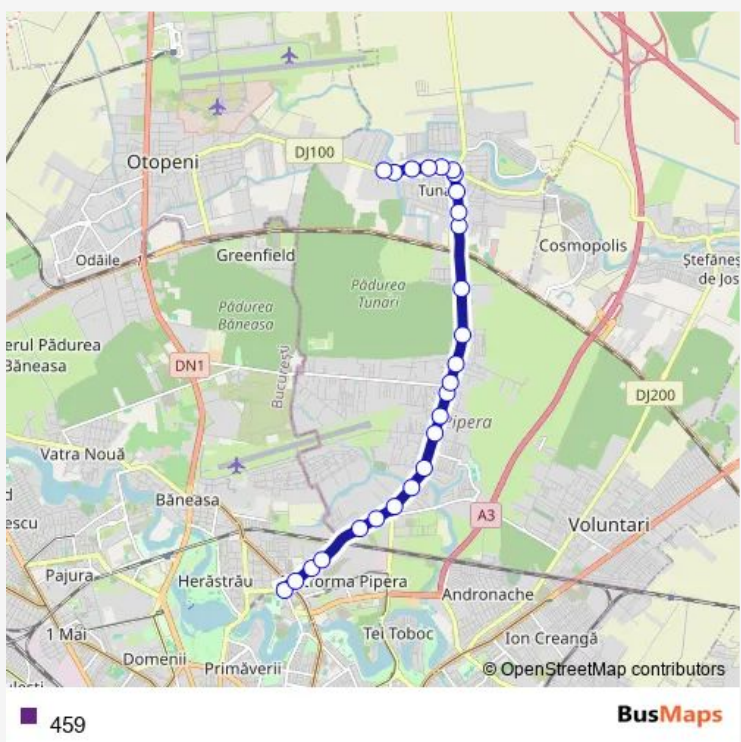 DJ100
Otopeni
Tuna
Odăile
Greenfield
Cosmopolis
Ștefăneș
de Jos
Pădurea
Tunari
Pădurea
Băneasa
erul Pădurea
Băneasa
DN1
București
DJ200
Pipera
Vatra Nouă
Băneasa
A3
Voluntari
escu
Pajura
Herăstrău
forma Pipera
Andronache
1 Mai
Tei Toboc
Ion Creangă
Domenii
Primăverii
© OpenStreetMap contributors
459
BusMaps